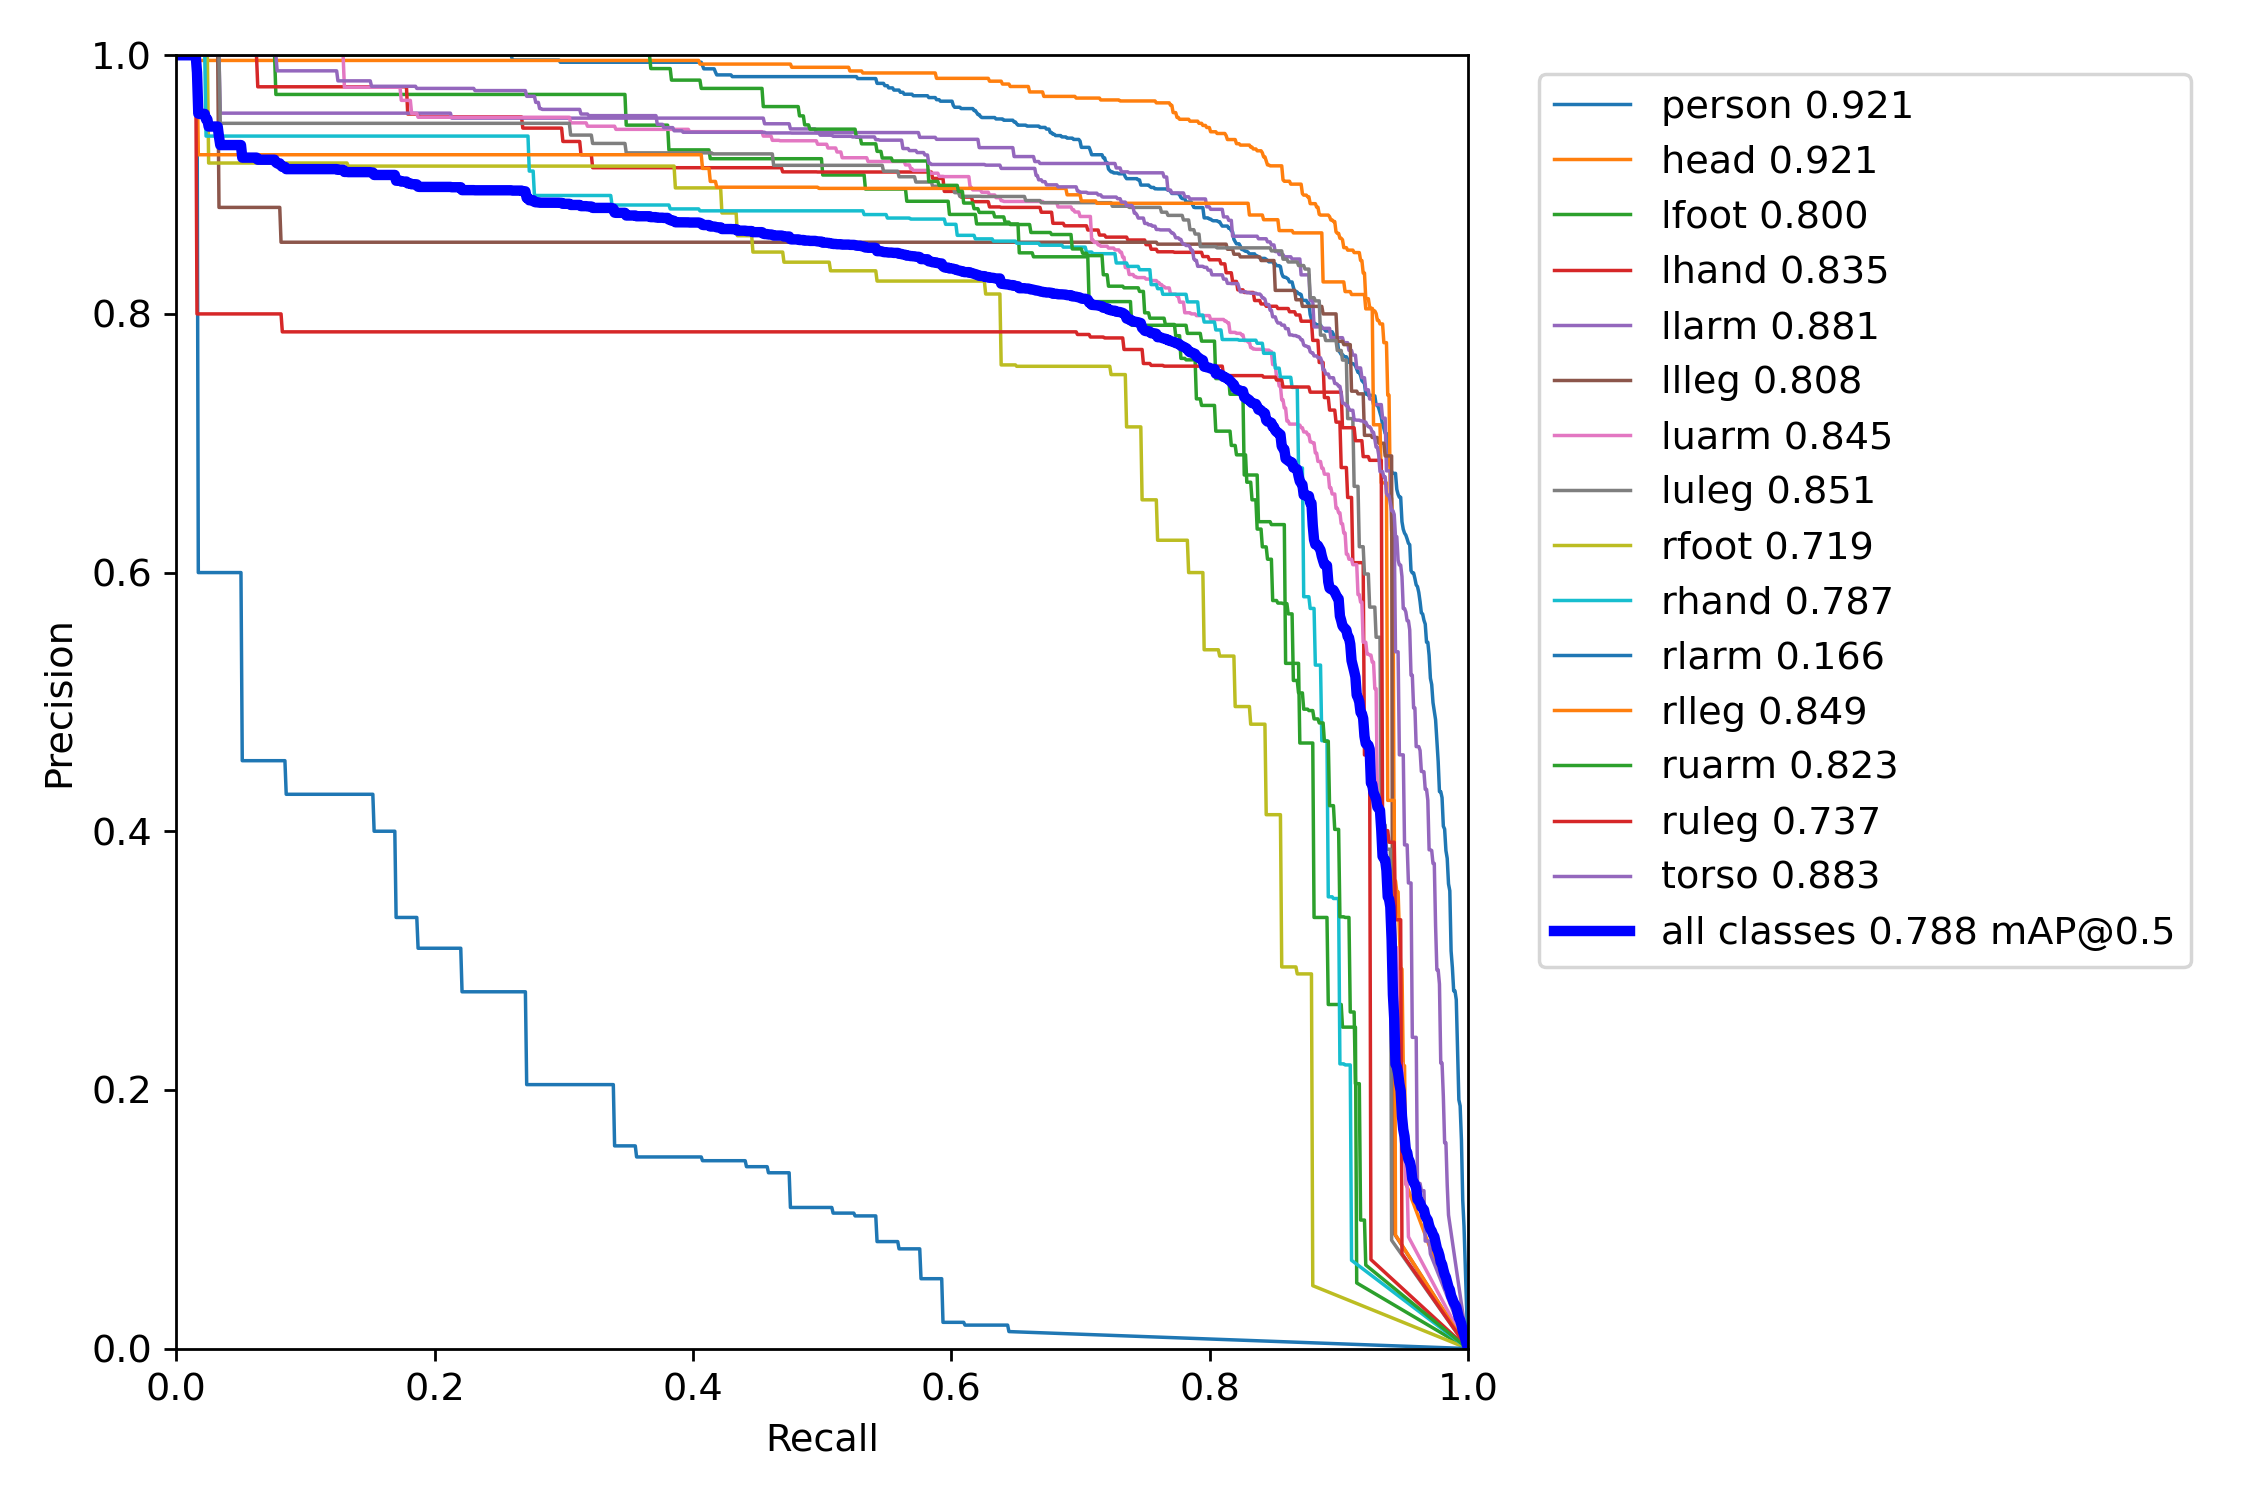 1.0
0.8
0.6
0.4
0.2
0.0
Precision
0.0 0.2 0.4 0.6 0.8 1.0
Recall
person 0.921
head 0.921
lfoot 0.800
lhand 0.835
llarm 0.881
llleg 0.808
luarm 0.845
luleg 0.851
rfoot 0.719
rhand 0.787
rlarm 0.166
rlleg 0.849
ruarm 0.823
ruleg 0.737
torso 0.883
all classes 0.788 mAP@0.5